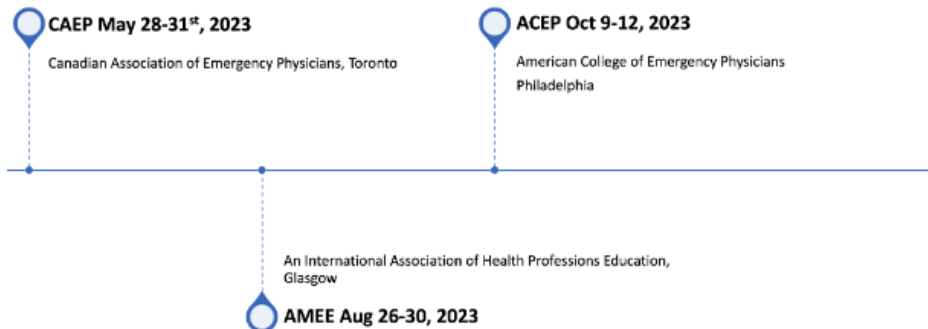 CAEP May 28-31st, 2023
Canadian Association of Emergency Physicians, Toronto
ACEP Oct 9-12, 2023
American College of Emergency Physicians
Philadelphia
An International Association of Health Professions Education,
Glasgow
AMEE Aug 26-30, 2023